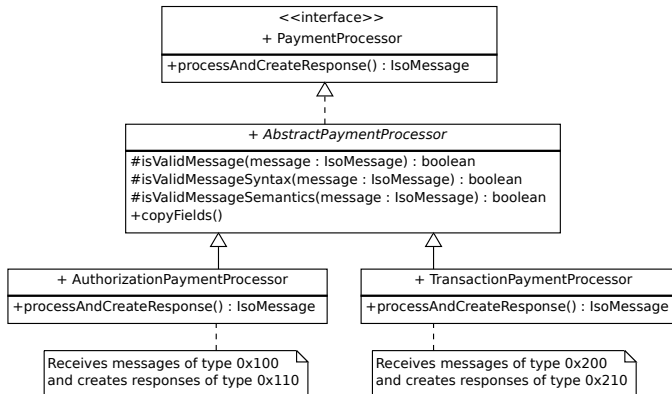 <<interface>>
+ PaymentProcessor
+processAndCreateResponse() : IsoMessage
+ AbstractPaymentProcessor
#isValidMessage(message : IsoMessage) : boolean
#isValidMessageSyntax(message : IsoMessage) : boolean
#isValidMessageSemantics(message : IsoMessage) : boolean
+copyFields()
+ AuthorizationPaymentProcessor
+processAndCreateResponse() : IsoMessage
+ TransactionPaymentProcessor
+processAndCreateResponse() : IsoMessage
Receives messages of type 0x100
and creates responses of type 0x110
Receives messages of type 0x200
and creates responses of type 0x210